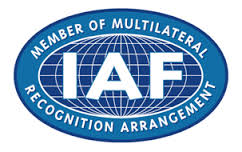 MEMBER OF MULTILATERAL
IAF
RECOGNITION ARRANGEMENT